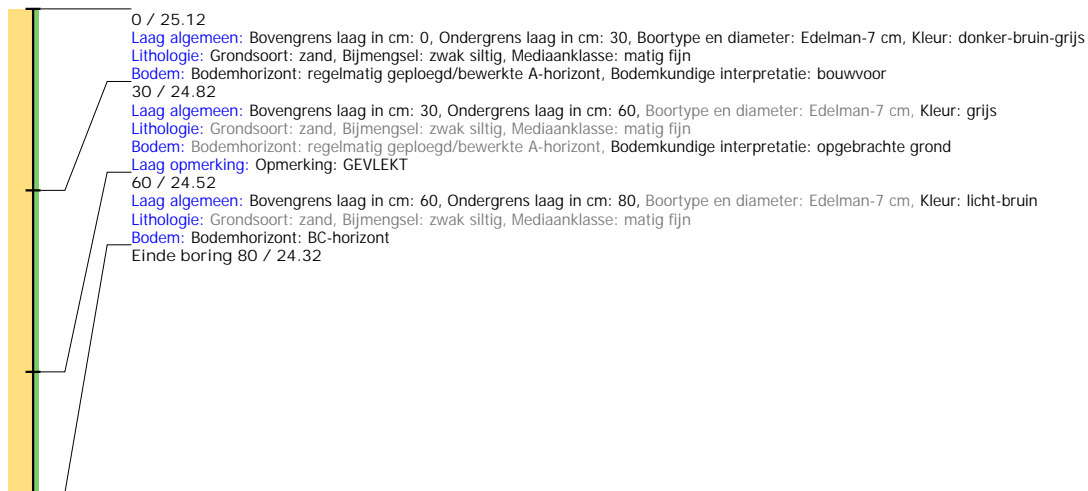 0 / 25.12
Laag algemeen: Bovengrens laag in cm: 0, Ondergrens laag in cm: 30, Boortype en diameter: Edelman-7 cm, Kleur: donker-bruin-grijs
Lithologie: Grondsoort: zand, Bijmengsel: zwak siltig, Mediaanklasse: matig fijn
Bodem: Bodemhorizont: regelmatig geploegd/bewerkte A-horizont, Bodemkundige interpretatie: bouwvoor
30 / 24.82
Laag algemeen: Bovengrens laag in cm: 30, Ondergrens laag in cm: 60, Boortype en diameter: Edelman-7 cm, Kleur: grijs
Lithologie: Grondsoort: zand, Bijmengsel: zwak siltig, Mediaanklasse: matig fijn
Bodem: Bodemhorizont: regelmatig geploegd/bewerkte A-horizont, Bodemkundige interpretatie: opgebrachte grond
Laag opmerking: Opmerking: GEVLEKT
60 / 24.52
Laag algemeen: Bovengrens laag in cm: 60, Ondergrens laag in cm: 80, Boortype en diameter: Edelman-7 cm, Kleur: licht-bruin
Lithologie: Grondsoort: zand, Bijmengsel: zwak siltig, Mediaanklasse: matig fijn
Bodem: Bodemhorizont: BC-horizont
Einde boring 80 / 24.32